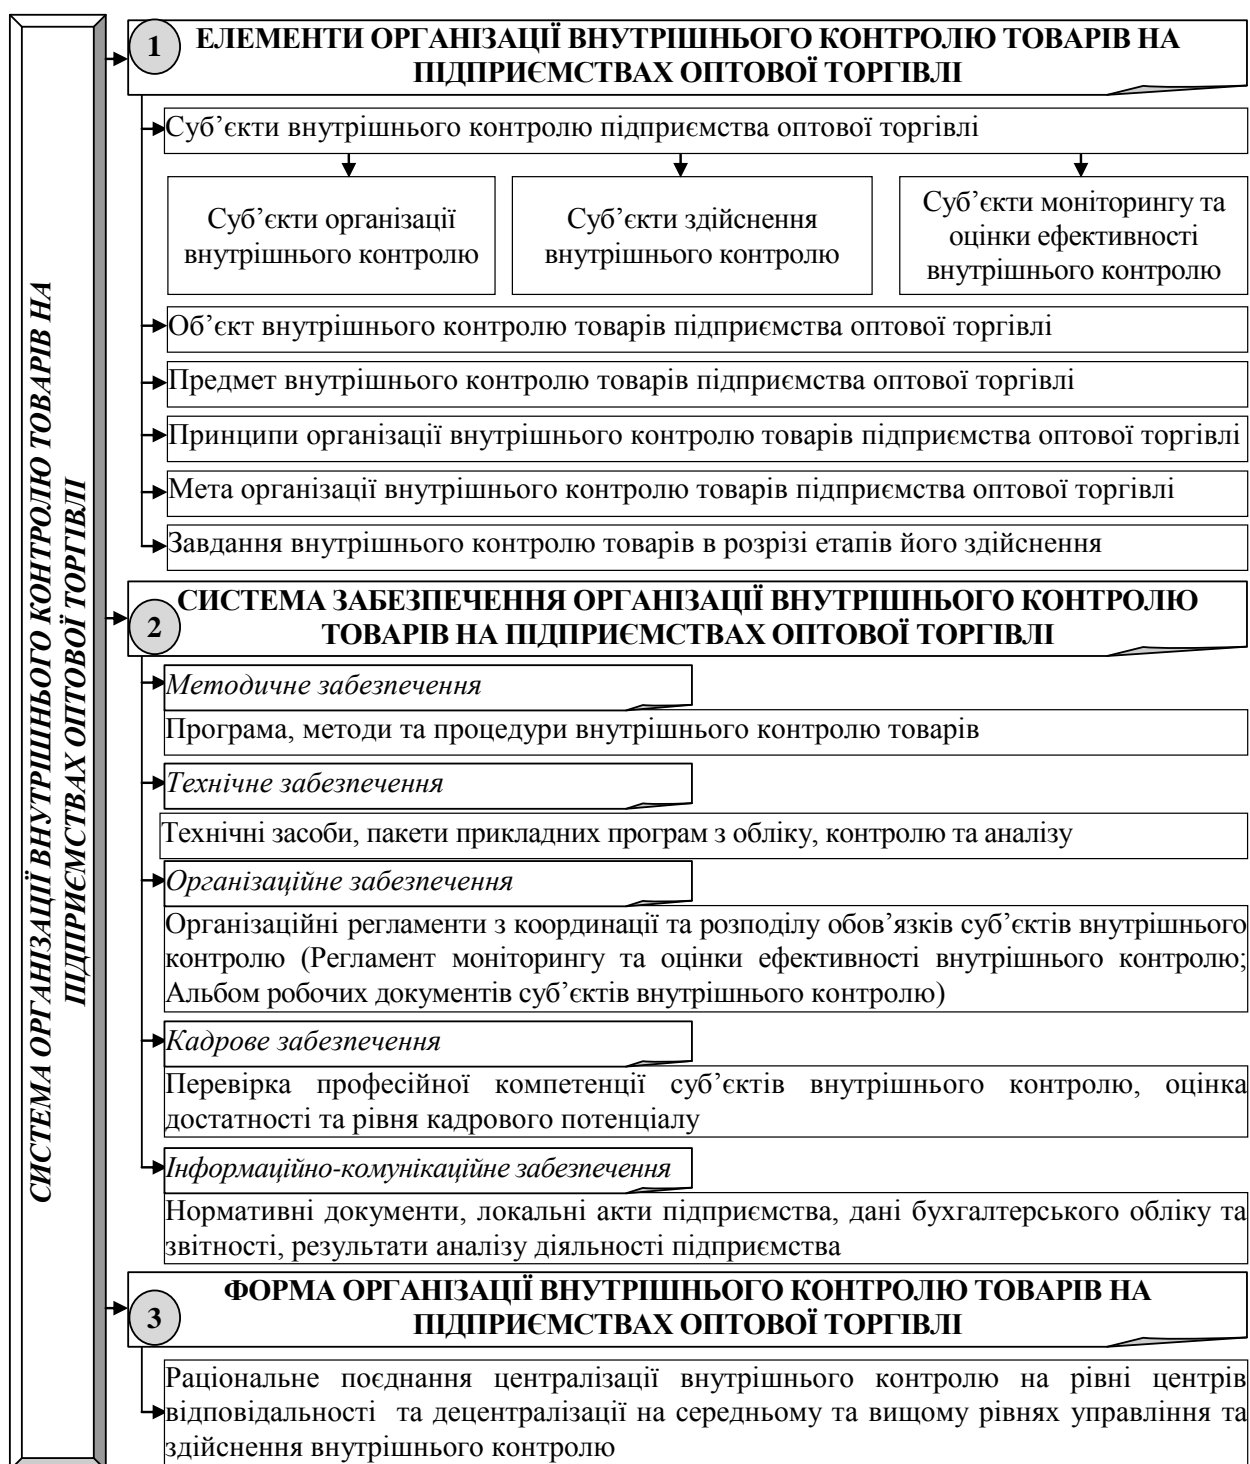 СИСТЕМА ОРГАНІЗАЦІЇ ВНУТРІШНЬОГО КОНТРОЛЮ ТОВАРІВ НА
ПІДПРИЄМСТВАХ ОПТОВОЇ ТОРГІВЛІ
1
ЕЛЕМЕНТИ ОРГАНІЗАЦІЇ ВНУТРІШНЬОГО КОНТРОЛЮ ТОВАРІВ НА
ПІДПРИЄМСТВАХ ОПТОВОЇ ТОРГІВЛІ
Суб’єкти внутрішнього контролю підприємства оптової торгівлі
Суб’єкти організації
внутрішнього контролю
Суб’єкти здійснення
внутрішнього контролю
Суб’єкти моніторингу та
оцінки ефективності
внутрішнього контролю
Об’єкт внутрішнього контролю товарів підприємства оптової торгівлі
Предмет внутрішнього контролю товарів підприємства оптової торгівлі
Принципи організації внутрішнього контролю товарів підприємства оптової торгівлі
Мета організації внутрішнього контролю товарів підприємства оптової торгівлі
Завдання внутрішнього контролю товарів в розрізі етапів його здійснення
2
СИСТЕМА ЗАБЕЗПЕЧЕННЯ ОРГАНІЗАЦІЇ ВНУТРІШНЬОГО КОНТРОЛЮ
ТОВАРІВ НА ПІДПРИЄМСТВАХ ОПТОВОЇ ТОРГІВЛІ
Методичне забезпечення
Програма, методи та процедури внутрішнього контролю товарів
Технічне забезпечення
Технічні засоби, пакети прикладних програм з обліку, контролю та аналізу
Організаційне забезпечення
Організаційні регламенти з координації та розподілу обов’язків суб’єктів внутрішнього
контролю (Регламент моніторингу та оцінки ефективності внутрішнього контролю;
Альбом робочих документів суб’єктів внутрішнього контролю)
Кадрове забезпечення
Перевірка професійної компетенції суб’єктів внутрішнього контролю, оцінка
достатності та рівня кадрового потенціалу
Інформаційно-комунікаційне забезпечення
Нормативні документи, локальні акти підприємства, дані бухгалтерського обліку та
звітності, результати аналізу діяльності підприємства
3
ФОРМА ОРГАНІЗАЦІЇ ВНУТРІШНЬОГО КОНТРОЛЮ ТОВАРІВ НА
ПІДПРИЄМСТВАХ ОПТОВОЇ ТОРГІВЛІ
Раціональне поєднання централізації внутрішнього контролю на рівні центрів
відповідальності та децентралізації на середньому та вищому рівнях управління та
здійснення внутрішнього контролю